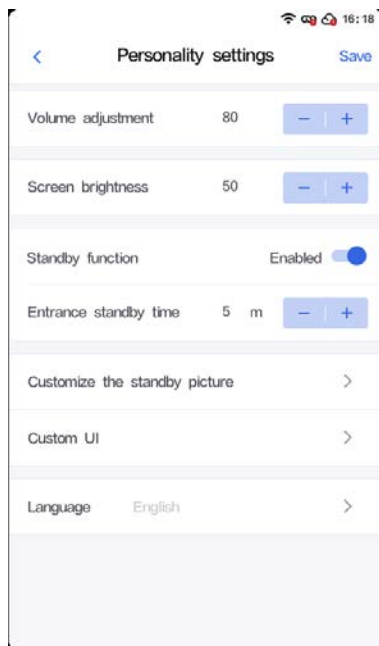 16:18
Personality settings Save
Volume adjustment 80 − +
Screen brightness 50 − +
Standby function Enabled
Entrance standby time 5 m − +
Customize the standby picture
Custom UI
Language English